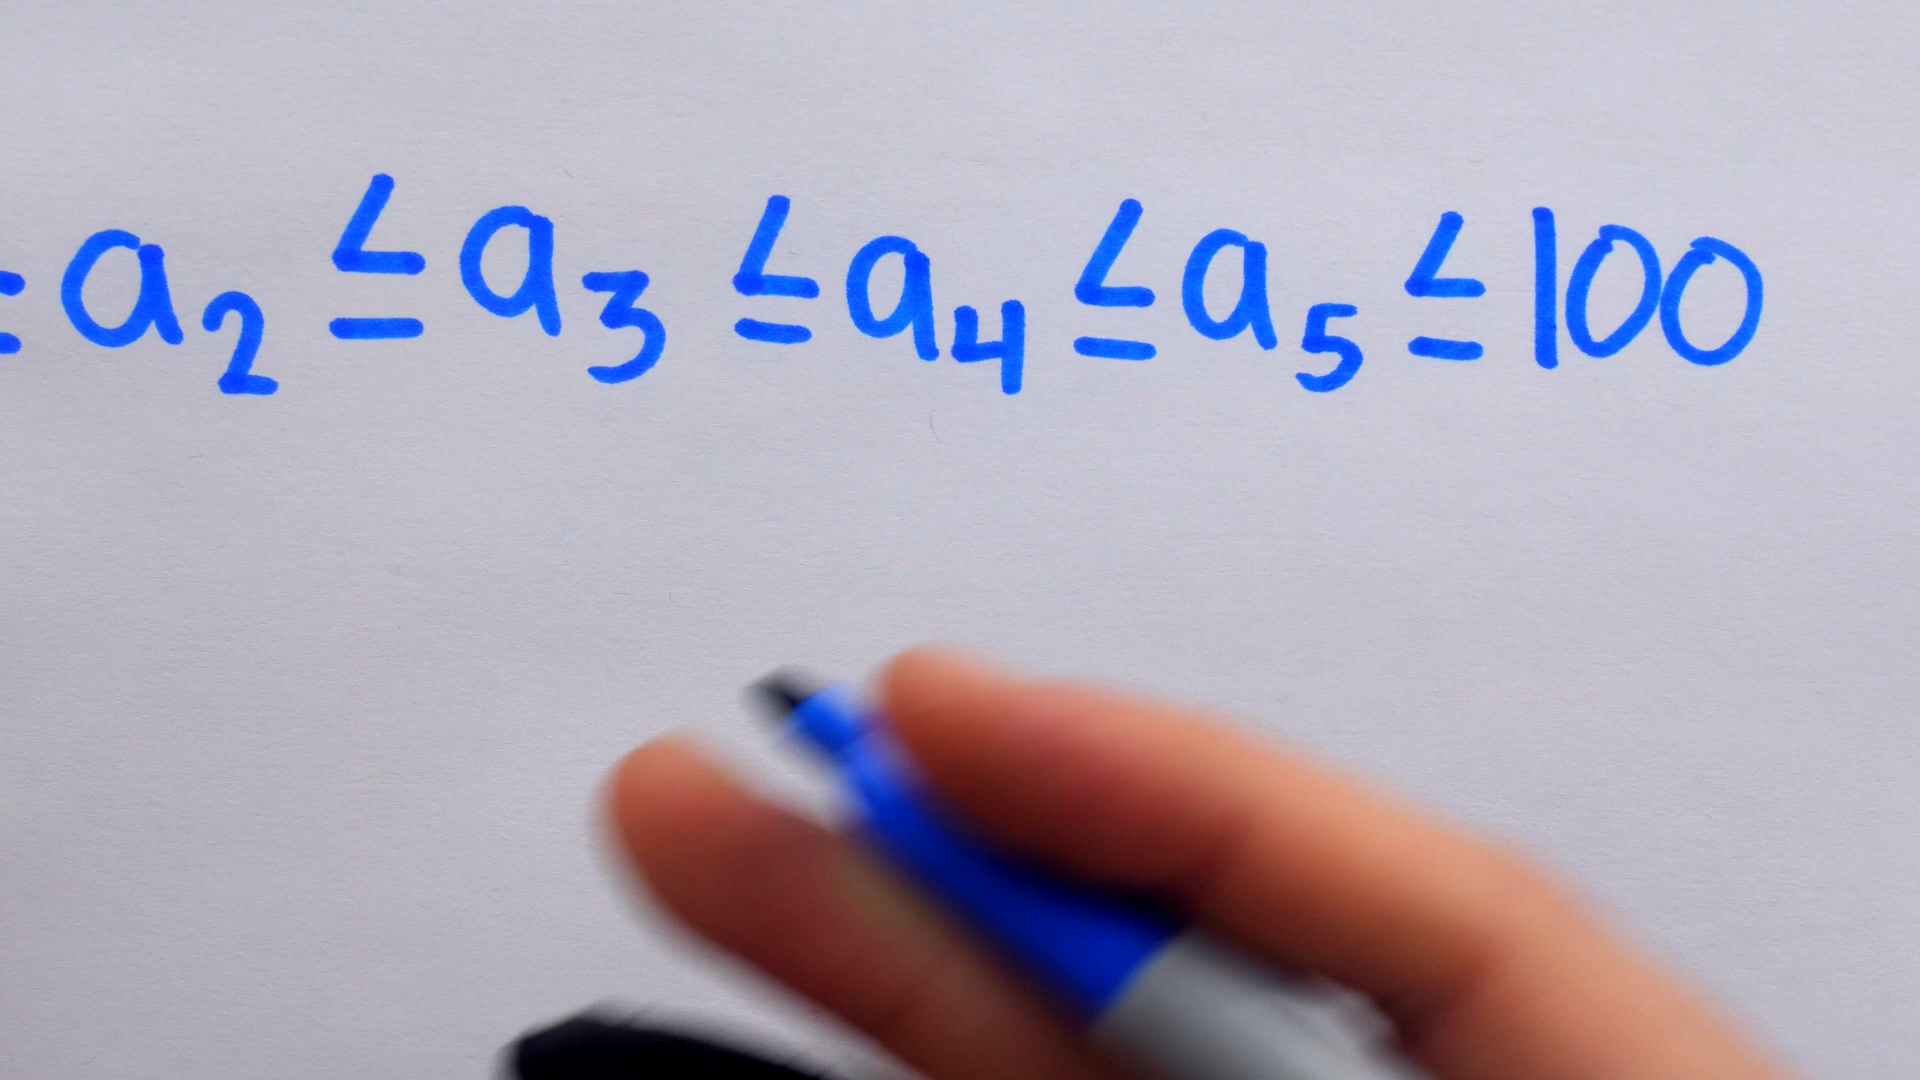 a₂ ≤ a₃ ≤ a₄ ≤ a₅ ≤ 100